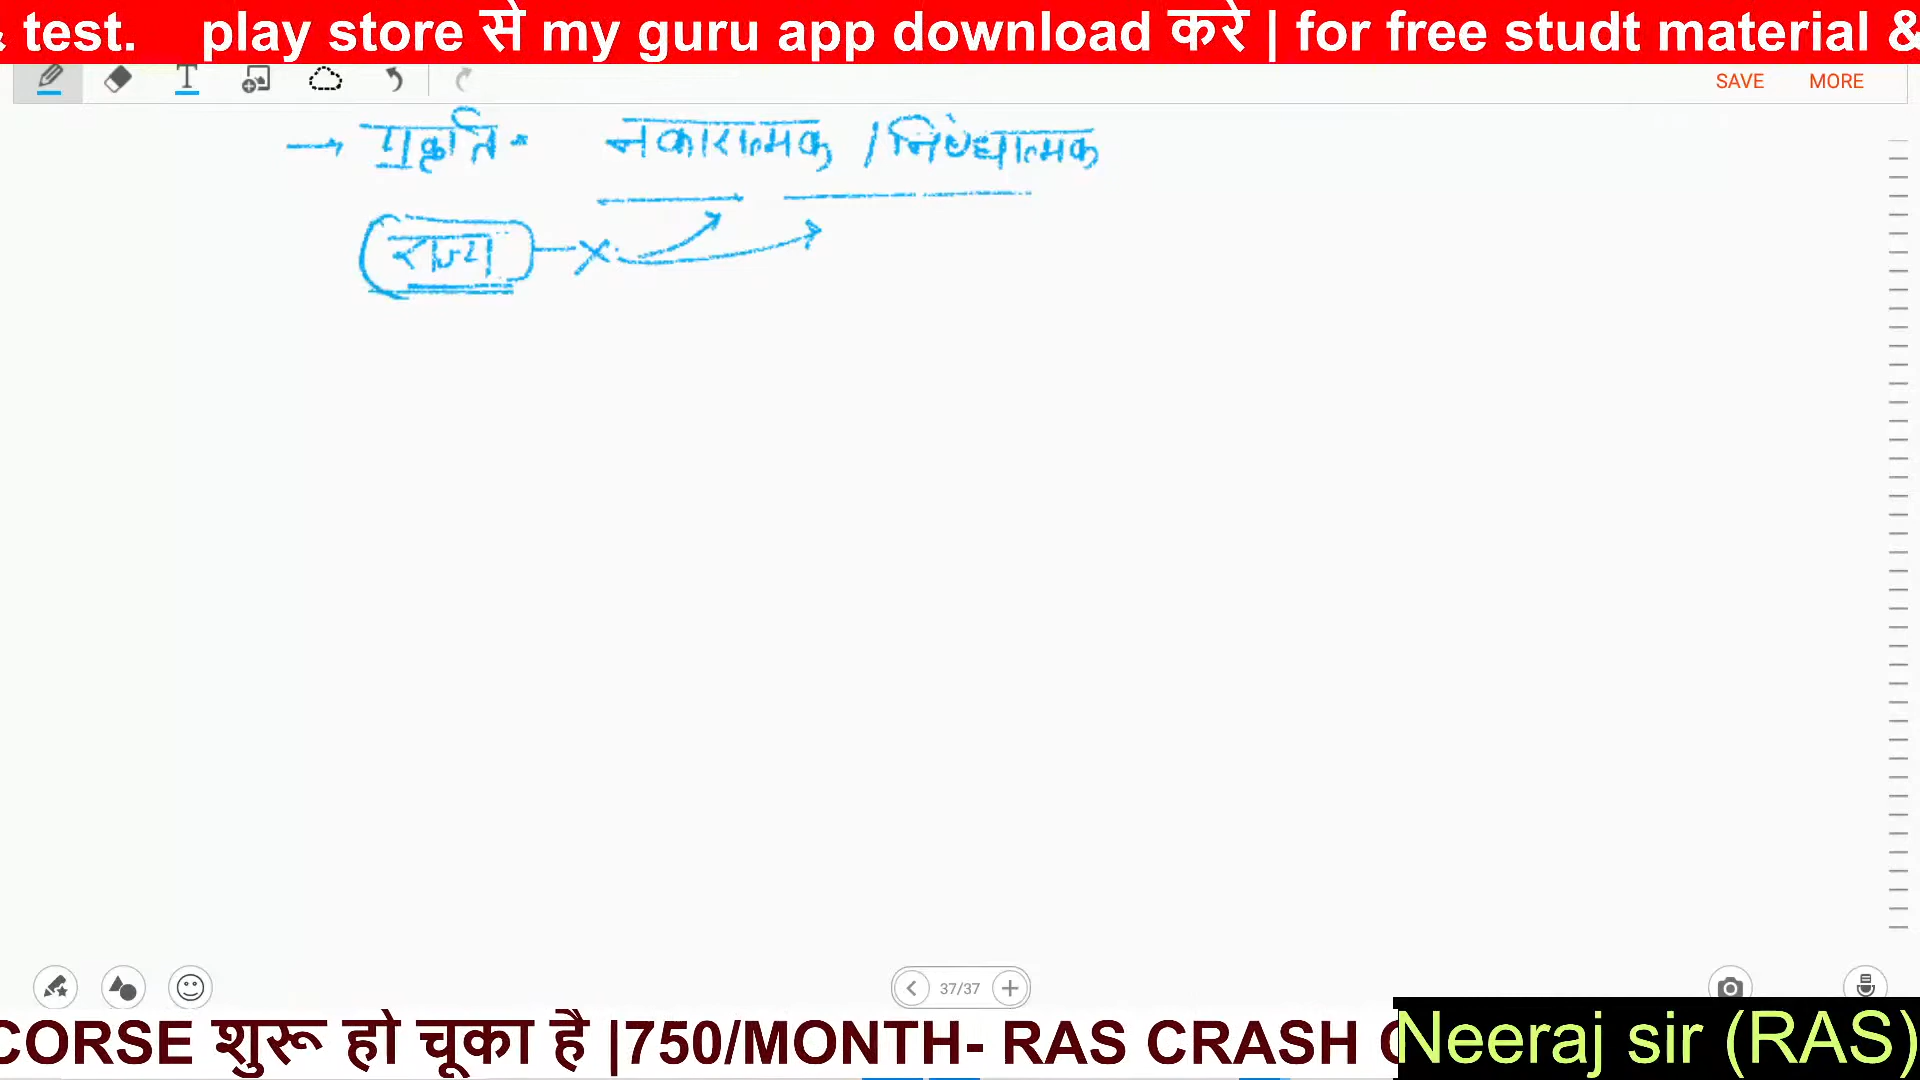 & test. play store से my guru app download करे | for free studt material &
SAVE MORE
→ प्रकृति - नकारात्मक / निषेधात्मक
राज्य
37/37
CORSE शुरू हो चूका है |750/MONTH- RAS CRASH C
Neeraj sir (RAS)